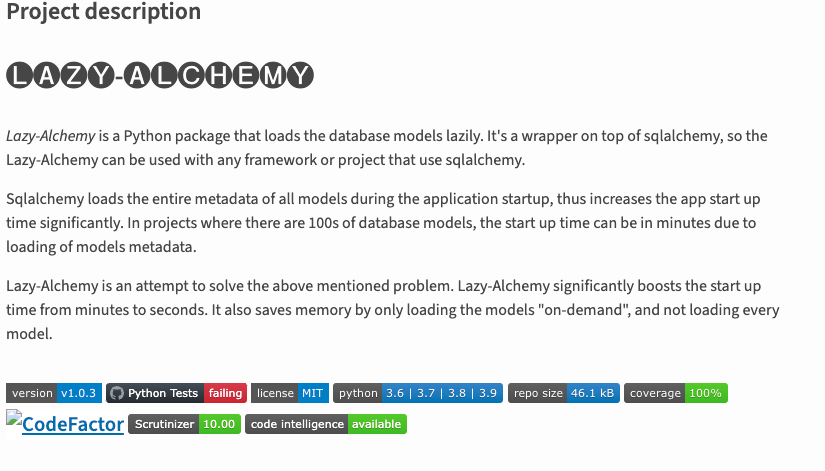 Project description
🅛🅐🅩🅨-🅐🅛🅒🅗🅔🅜🅨
Lazy-Alchemy is a Python package that loads the database models lazily. It's a wrapper on top of sqlalchemy, so the
Lazy-Alchemy can be used with any framework or project that use sqlalchemy.
Sqlalchemy loads the entire metadata of all models during the application startup, thus increases the app start up
time significantly. In projects where there are 100s of database models, the start up time can be in minutes due to
loading of models metadata.
Lazy-Alchemy is an attempt to solve the above mentioned problem. Lazy-Alchemy significantly boosts the start up
time from minutes to seconds. It also saves memory by only loading the models "on-demand", and not loading every
model.
version v1.0.3 Python Tests failing license MIT python 3.6 | 3.7 | 3.8 | 3.9 repo size 46.1 kB coverage 100%
CodeFactor Scrutinizer 10.00 code intelligence available